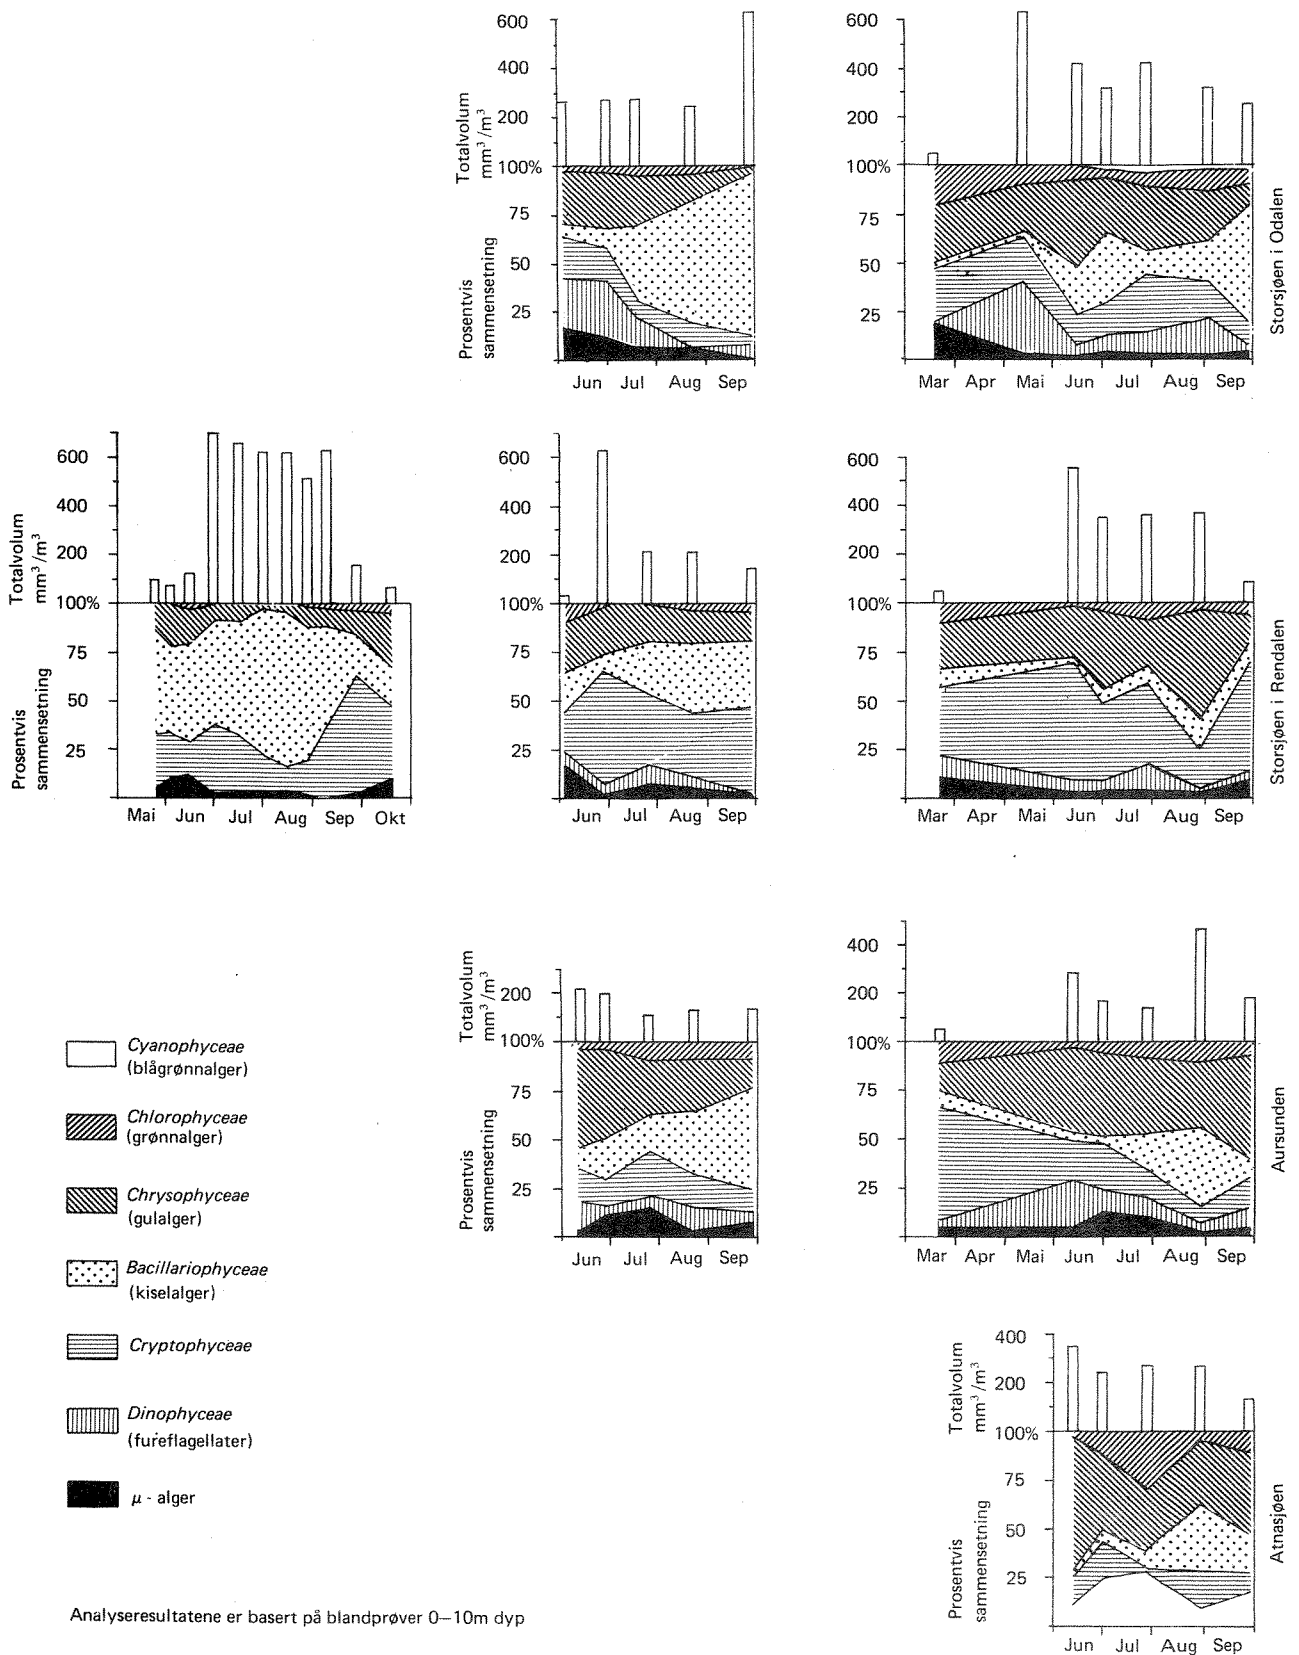 600
400
200
100%
75
50
25
Totalvolum
mm³/m³
Prosentvis
sammensetning
Jun Jul Aug Sep
600
400
200
100%
75
50
25
Mar Apr Mai Jun Jul Aug Sep
Storsjøen i Odalen
600
400
200
100%
75
50
25
Totalvolum
mm³/m³
Prosentvis
sammensetning
Mai Jun Jul Aug Sep Okt
600
400
200
100%
75
50
25
Jun Jul Aug Sep
600
400
200
100%
75
50
25
Mar Apr Mai Jun Jul Aug Sep
Storsjøen i Rendalen
Totalvolum
mm³/m³
200
100%
75
50
25
Prosentvis
sammensetning
Jun Jul Aug Sep
400
200
100%
75
50
25
Mar Apr Mai Jun Jul Aug Sep
Aursunden
Cyanophyceae
(blågrønnalger)
Chlorophyceae
(grønnalger)
Chrysophyceae
(gulalger)
Bacillariophyceae
(kiselalger)
Cryptophyceae
Dinophyceae
(fureflagellater)
μ - alger
400
200
100%
75
50
25
Totalvolum
mm³/m³
Prosentvis
sammensetning
Jun Jul Aug Sep
Atnasjøen
Analyseresultatene er basert på blandprøver 0–10m dyp